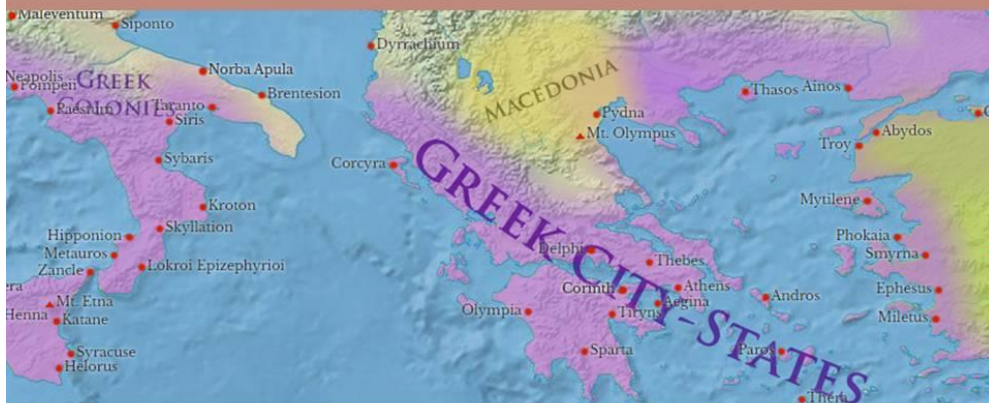 Maleventum
Siponto
Dyrrachium
Norba Apula
Brentesion
Neapolis
Pompeii
GREEK
COLONIES
Paestum
Taranto
Siris
Sybaris
Kroton
Skyllation
Hipponion
Metauros
Zancle
Lokroi Epizephyrioi
Mt. Etna
Henna
Katane
Syracuse
Helorus
MACEDONIA
Pydna
Mt. Olympus
Thasos
Ainos
Abydos
Troy
Corcyra
GREEK CITY-STATES
Mytilene
Phokaia
Smyrna
Ephesus
Miletus
Delphi
Thebes
Corinth
Athens
Aegina
Andros
Olympia
Tiryns
Sparta
Paros
Thera